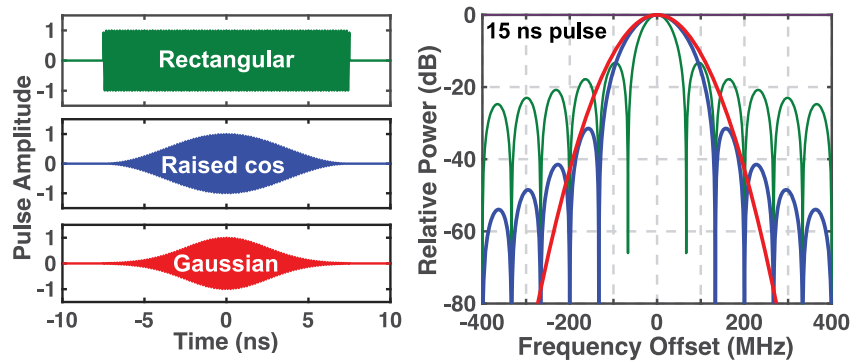 Pulse Amplitude
1
0
-1
Rectangular
1
0
-1
Raised cos
1
0
-1
Gaussian
-10 -5 0 5 10
Time (ns)
Relative Power (dB)
0
-20
-40
-60
-80
15 ns pulse
-400 -200 0 200 400
Frequency Offset (MHz)